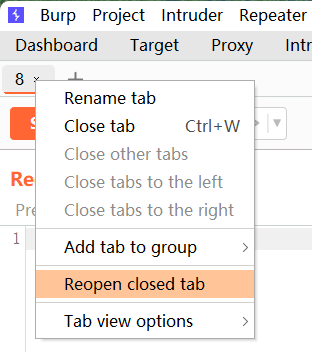 Burp Project Intruder Repeater
Dashboard Target Proxy
8 × +
Rename tab
Close tab Ctrl+W
Close other tabs
Close tabs to the left
Close tabs to the right
Add tab to group
Reopen closed tab
Tab view options
1